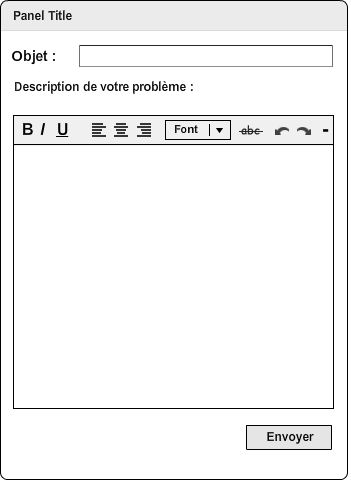 Panel Title
Objet :
Description de votre problème :
B I U Font abc
Envoyer